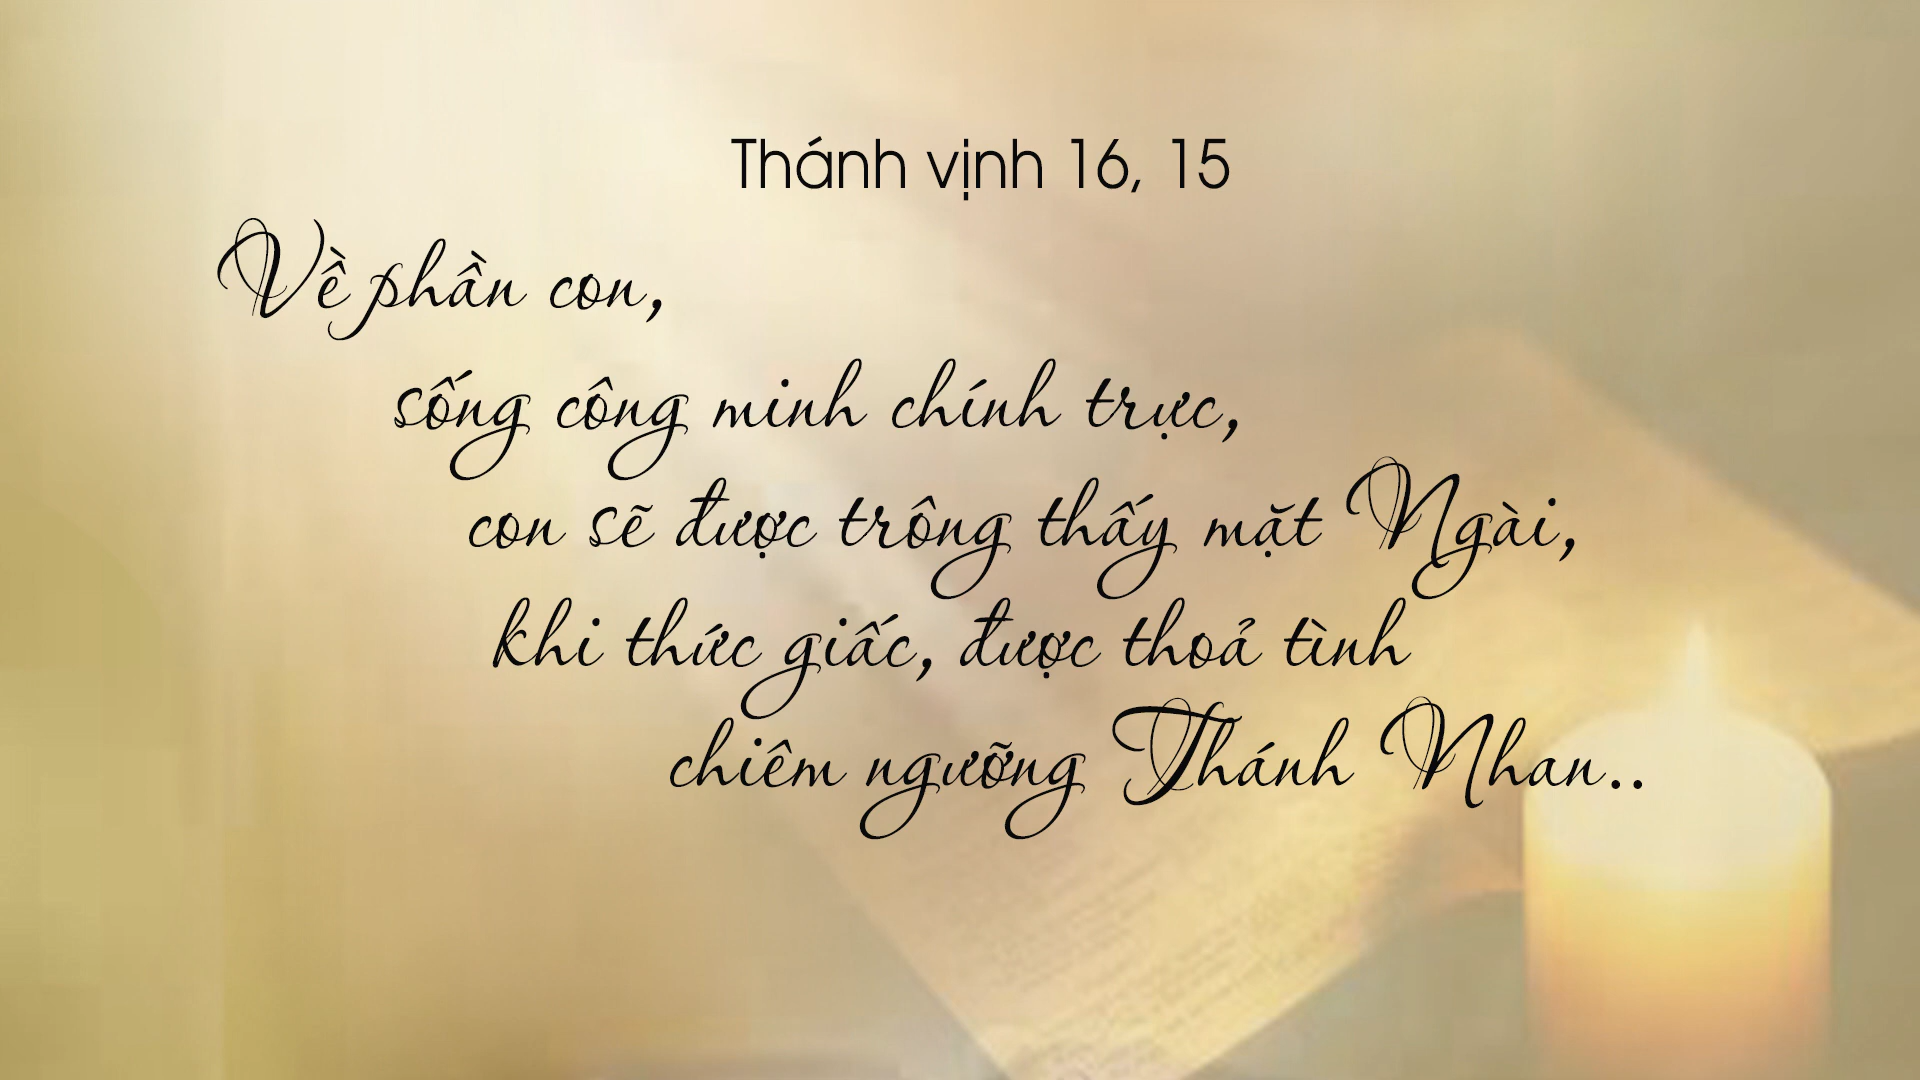 Thánh vịnh 16, 15
Về phần con,
sống công minh chính trực,
con sẽ được trông thấy mặt Ngài,
khi thức giấc, được thoả tình
chiêm ngưỡng Thánh Nhan..